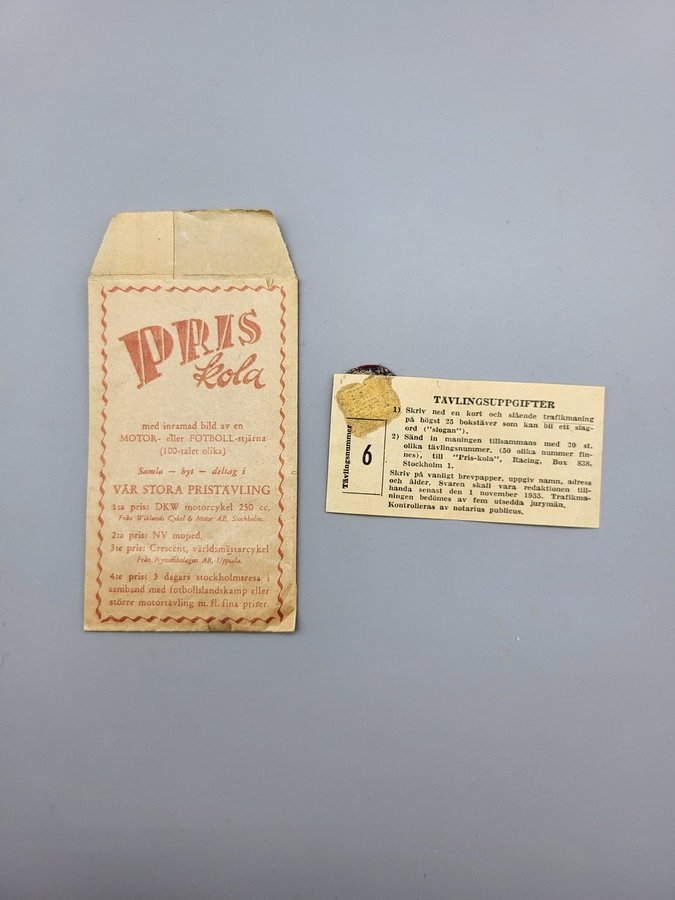 PRIS
kola
med inramad bild av en
MOTOR- eller FOTBOLL-stjärna
(100-talet olika)
Samla — byt — deltag i
VÅR STORA PRISTÄVLING
1:a pris: DKW motorcykel 250 cc.
Från Wiklunds Cykel & Motor AB, Stockholm.
2:a pris: NV moped.
3:e pris: Crescent, världsmästarcykel
Från Nymanbolagen AB, Uppsala.
4:e pris: 3 dagars stockholmsresa i
samband med fotbollslandskamp eller
större motortävling m. fl. fina priser.
Tävlingsnummer
6
TÄVLINGSUPPGIFTER
1) Skriv ned en kort och slående trafikmaning
på högst 25 bokstäver som kan bli ett slag-
ord ("slogan").
2) Sänd in maningen tillsammans med 20 st.
olika tävlingsnummer, (50 olika nummer fin-
nes), till "Pris-kola", Racing, Box 838,
Stockholm 1.
Skriv på vanligt brevpapper, uppgiv namn, adress
och ålder. Svaren skall vara redaktionen till-
handa senast den 1 november 1953. Trafikma-
ningen bedömes av fem utsedda jurymän.
Kontrolleras av notarius publicus.